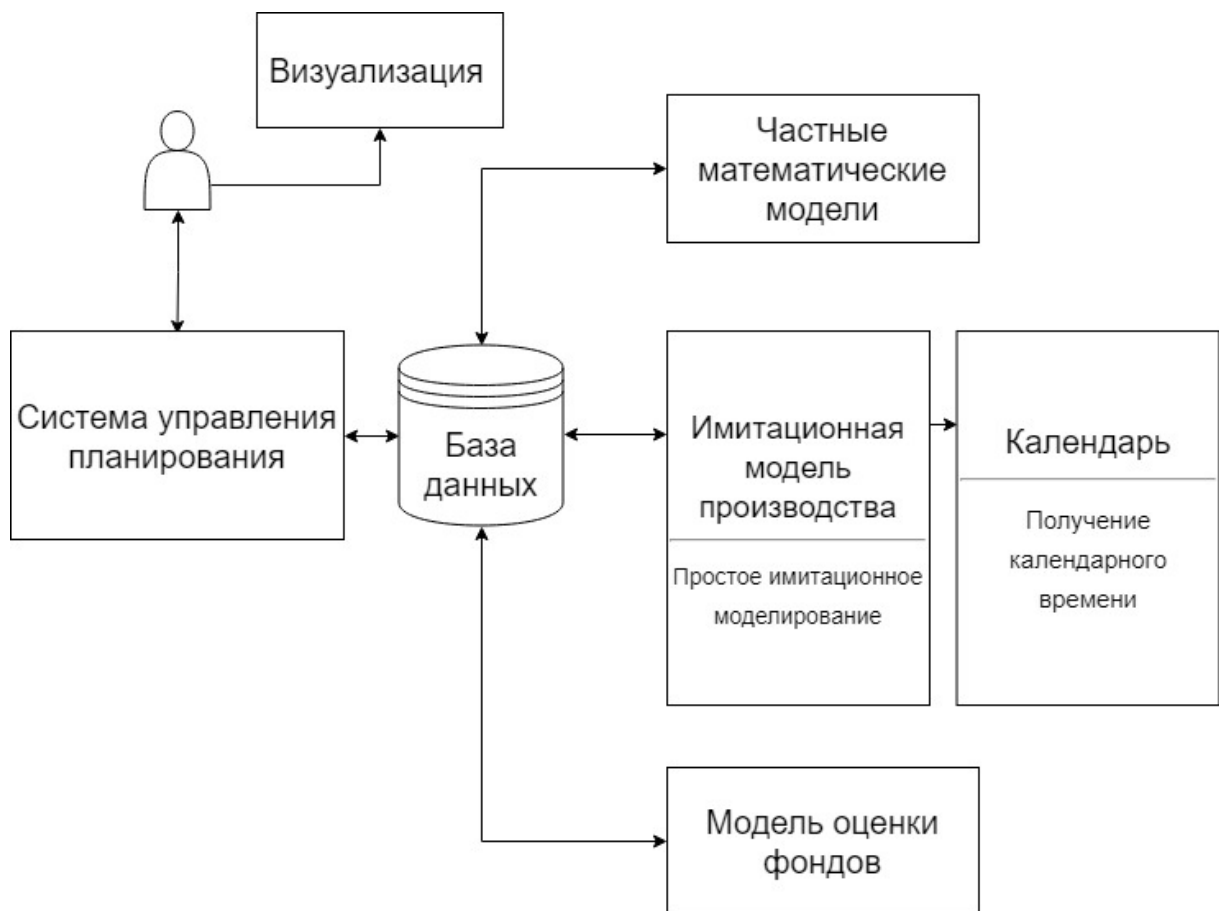 Визуализация
Частные
математические
модели
Система управления
планирования
База
данных
Имитационная
модель
производства
Простое имитационное
моделирование
Календарь
Получение
календарного
времени
Модель оценки
фондов